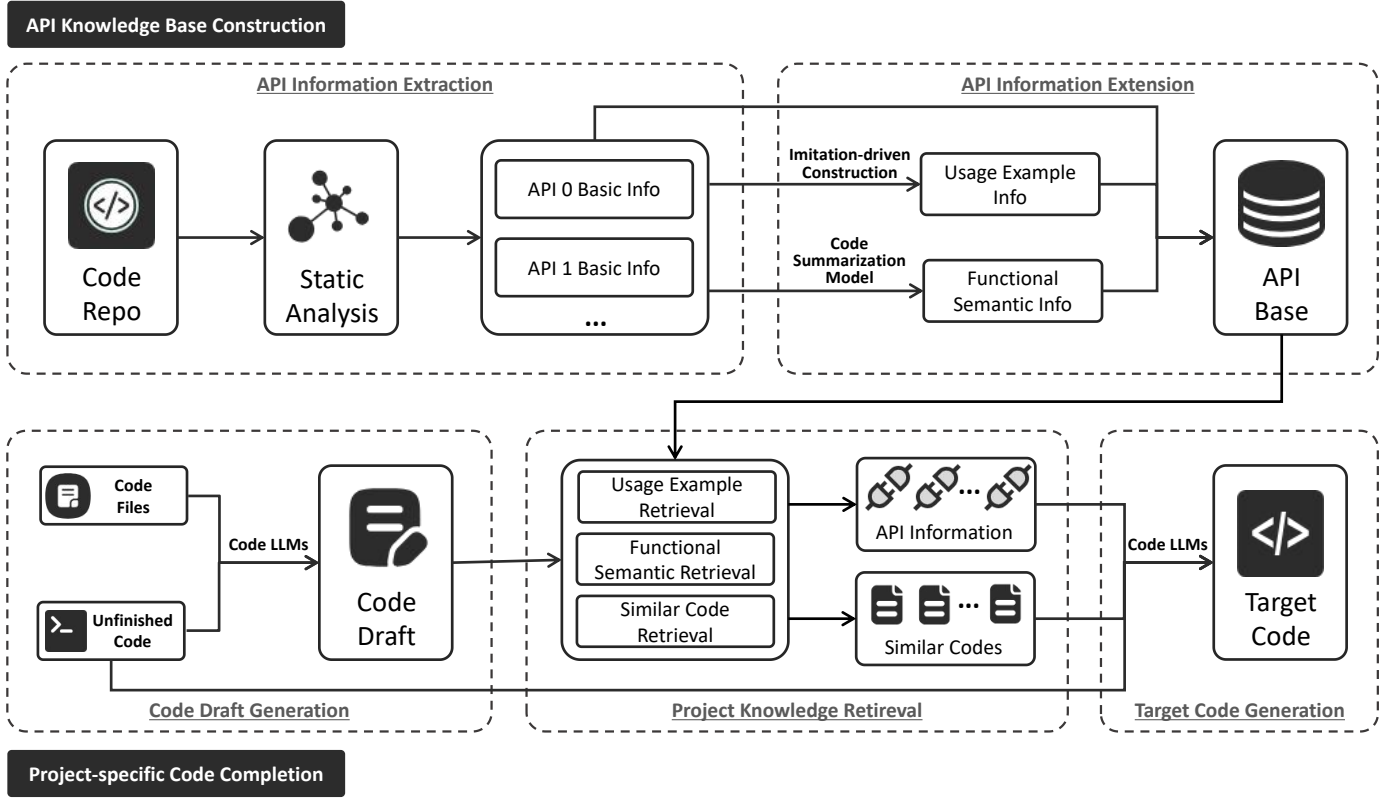 API Knowledge Base Construction
API Information Extraction
API Information Extension
Code
Repo
Static
Analysis
API 0 Basic Info
API 1 Basic Info
...
Imitation-driven
Construction
Usage Example
Info
Code
Summarization
Model
Functional
Semantic Info
API
Base
Code
Files
Unfinished
Code
Code LLMs
Code
Draft
Usage Example
Retrieval
Functional
Semantic Retrieval
Similar Code
Retrieval
...
API Information
...
Similar Codes
Code LLMs
</>
Target
Code
Code Draft Generation
Project Knowledge Retireval
Target Code Generation
Project-specific Code Completion